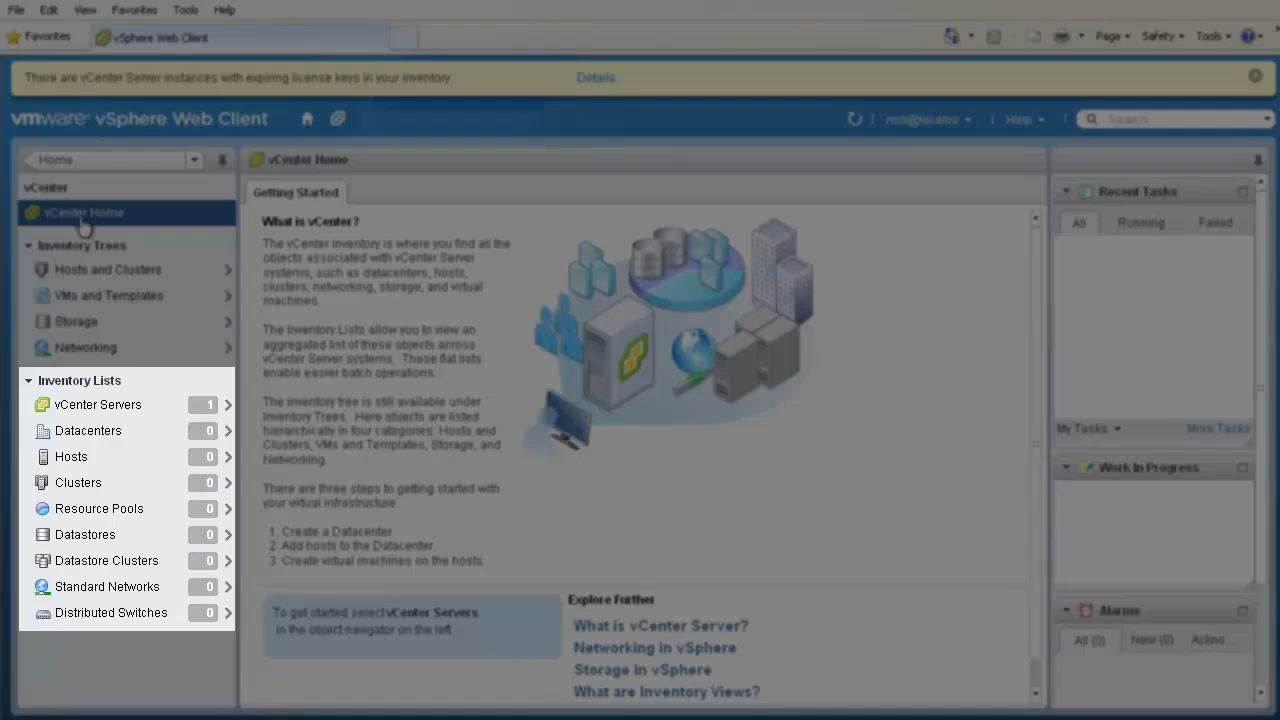 File Edit View Favorites Tools Help
Favorites vSphere Web Client Page Safety Tools
There are vCenter Server instances with expiring license keys in your inventory. Details...
vmware vSphere Web Client root@localos Help Search
Home
vCenter
vCenter Home
Inventory Trees
Hosts and Clusters
VMs and Templates
Storage
Networking
Inventory Lists
vCenter Servers 1
Datacenters 0
Hosts 0
Clusters 0
Resource Pools 0
Datastores 0
Datastore Clusters 0
Standard Networks 0
Distributed Switches 0
vCenter Home
Getting Started
What is vCenter?
The vCenter inventory is where you find all the
objects associated with vCenter Server
systems, such as datacenters, hosts,
clusters, networking, storage, and virtual
machines.
The Inventory Lists allow you to view an
aggregated list of these objects across
vCenter Server systems. These flat lists
enable easier batch operations.
The inventory tree is still available under
Inventory Trees. Here objects are listed
hierarchically in four categories: Hosts and
Clusters, VMs and Templates, Storage, and
Networking.
There are three steps to getting started with
your virtual infrastructure:
1. Create a Datacenter
2. Add hosts to the Datacenter
3. Create virtual machines on the hosts.
To get started select vCenter Servers
in the object navigator on the left
Explore Further
What is vCenter Server?
Networking in vSphere
Storage in vSphere
What are Inventory Views?
Recent Tasks
All Running Failed
My Tasks More Tasks
Work In Progress
Alarms
All (0) New (0) Ackno...